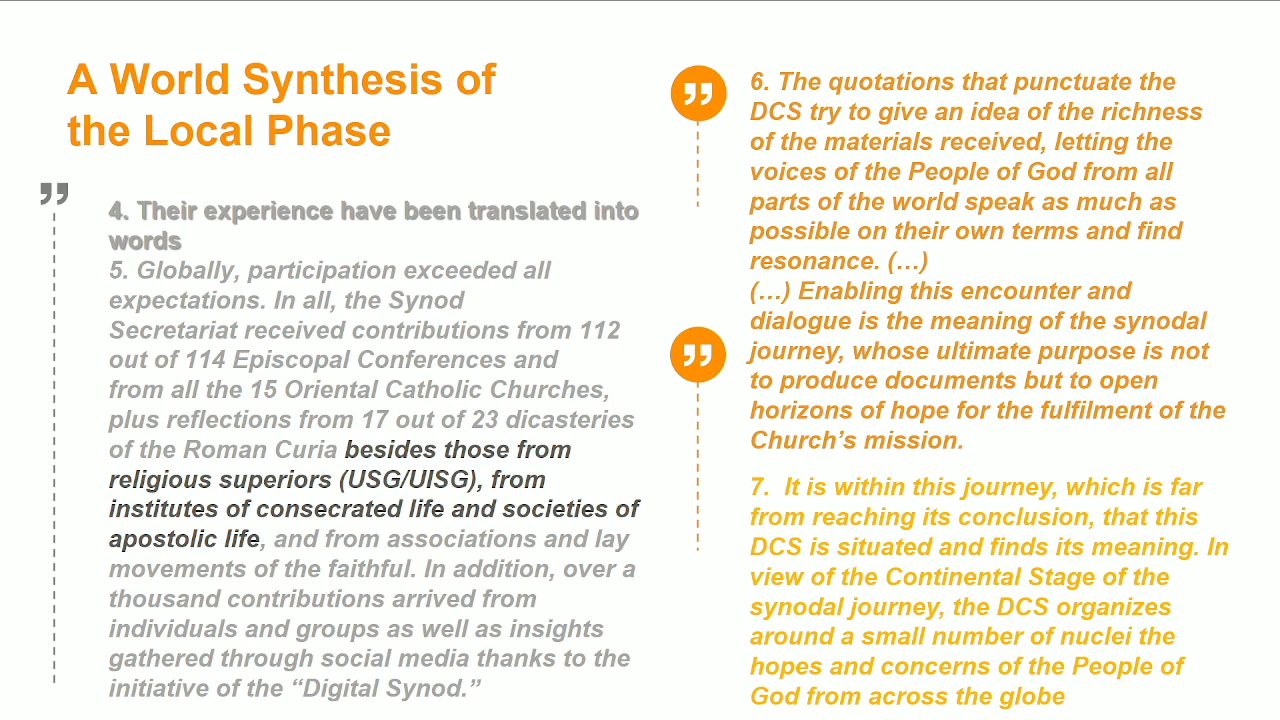 A World Synthesis of
the Local Phase
4. Their experience have been translated into
words
5. Globally, participation exceeded all
expectations. In all, the Synod
Secretariat received contributions from 112
out of 114 Episcopal Conferences and
from all the 15 Oriental Catholic Churches,
plus reflections from 17 out of 23 dicasteries
of the Roman Curia besides those from
religious superiors (USG/UISG), from
institutes of consecrated life and societies of
apostolic life, and from associations and lay
movements of the faithful. In addition, over a
thousand contributions arrived from
individuals and groups as well as insights
gathered through social media thanks to the
initiative of the “Digital Synod.”
6. The quotations that punctuate the
DCS try to give an idea of the richness
of the materials received, letting the
voices of the People of God from all
parts of the world speak as much as
possible on their own terms and find
resonance. (…)
(…) Enabling this encounter and
dialogue is the meaning of the synodal
journey, whose ultimate purpose is not
to produce documents but to open
horizons of hope for the fulfilment of the
Church’s mission.
7. It is within this journey, which is far
from reaching its conclusion, that this
DCS is situated and finds its meaning. In
view of the Continental Stage of the
synodal journey, the DCS organizes
around a small number of nuclei the
hopes and concerns of the People of
God from across the globe